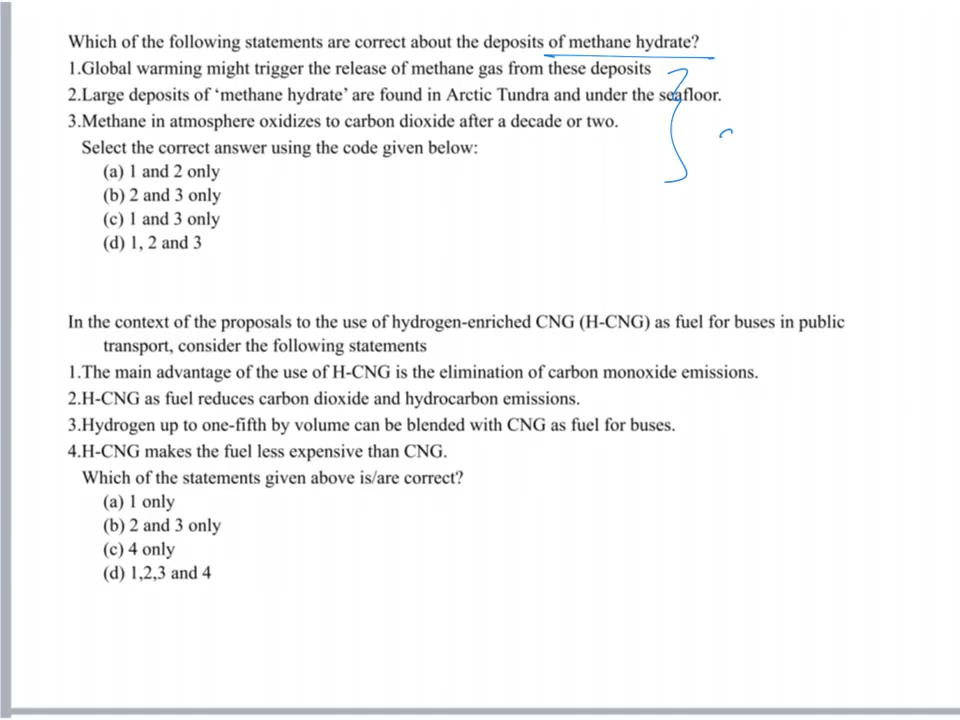 Which of the following statements are correct about the deposits of methane hydrate?
1.Global warming might trigger the release of methane gas from these deposits
2.Large deposits of ‘methane hydrate’ are found in Arctic Tundra and under the seafloor.
3.Methane in atmosphere oxidizes to carbon dioxide after a decade or two.
Select the correct answer using the code given below:
(a) 1 and 2 only
(b) 2 and 3 only
(c) 1 and 3 only
(d) 1, 2 and 3
In the context of the proposals to the use of hydrogen-enriched CNG (H-CNG) as fuel for buses in public
transport, consider the following statements
1.The main advantage of the use of H-CNG is the elimination of carbon monoxide emissions.
2.H-CNG as fuel reduces carbon dioxide and hydrocarbon emissions.
3.Hydrogen up to one-fifth by volume can be blended with CNG as fuel for buses.
4.H-CNG makes the fuel less expensive than CNG.
Which of the statements given above is/are correct?
(a) 1 only
(b) 2 and 3 only
(c) 4 only
(d) 1,2,3 and 4